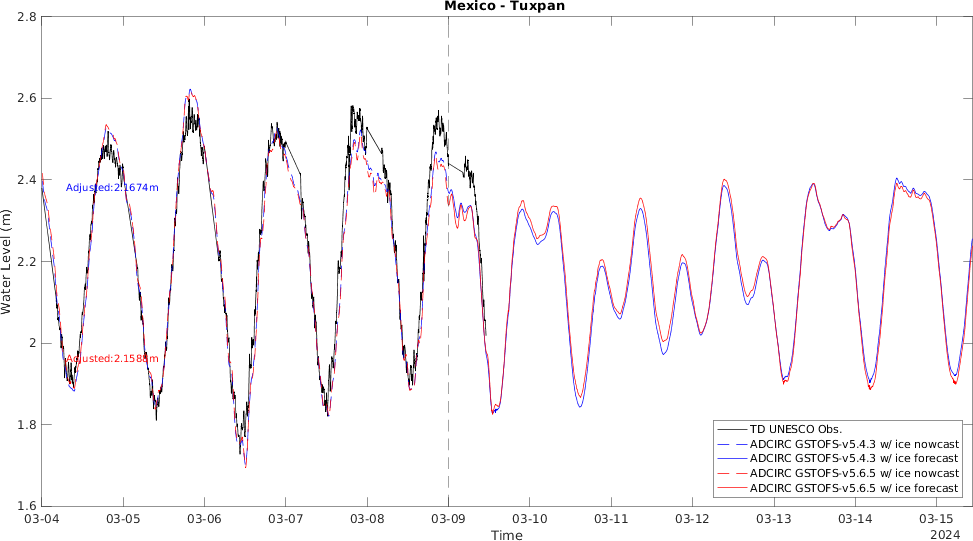 Mexico - Tuxpan
2.8
2.6
2.4
2.2
2
1.8
1.6
Water Level (m)
Adjusted:2.1674m
Adjusted:2.1588m
TD UNESCO Obs.
ADCIRC GSTOFS-v5.4.3 w/ ice nowcast
ADCIRC GSTOFS-v5.4.3 w/ ice forecast
ADCIRC GSTOFS-v5.6.5 w/ ice nowcast
ADCIRC GSTOFS-v5.6.5 w/ ice forecast
03-04 03-05 03-06 03-07 03-08 03-09 03-10 03-11 03-12 03-13 03-14 03-15
Time
2024